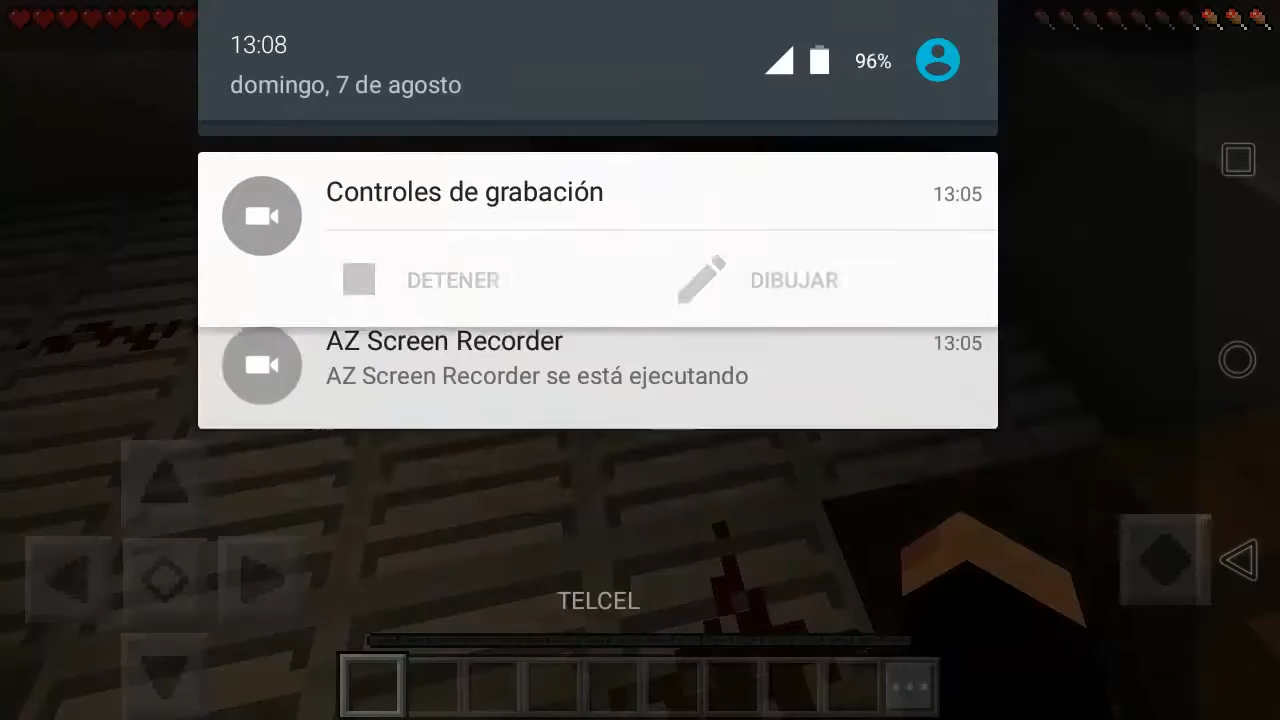 13:08
96%
domingo, 7 de agosto
Controles de grabación
13:05
DETENER
DIBUJAR
AZ Screen Recorder
13:05
AZ Screen Recorder se está ejecutando
TELCEL